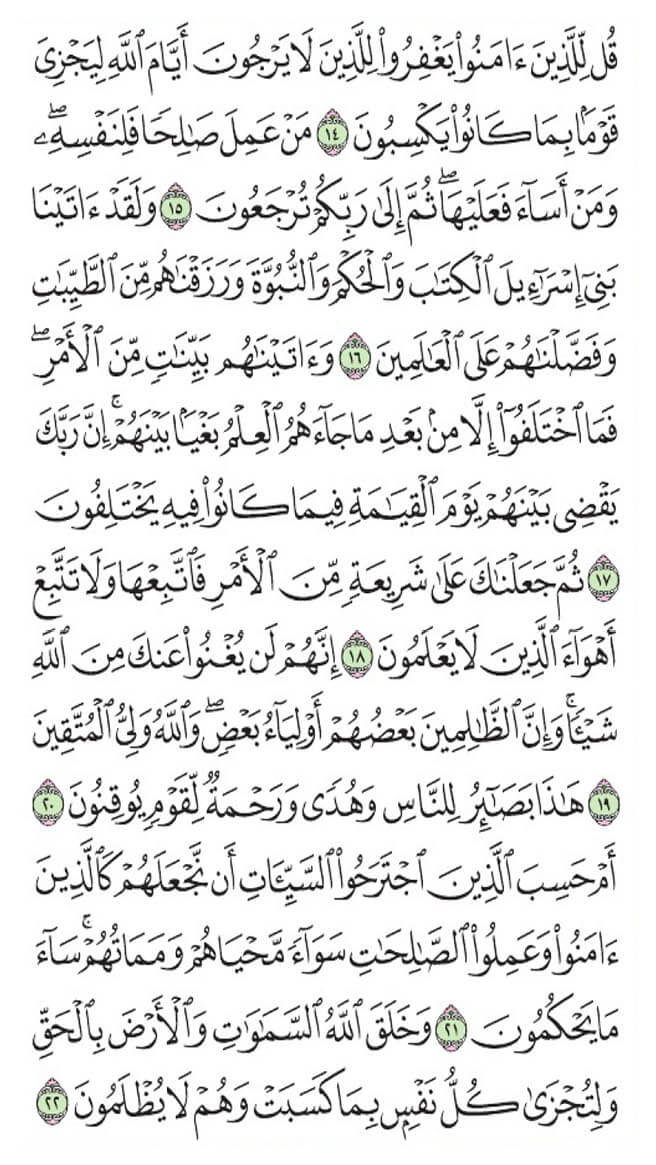 قُل لِّلَّذِينَ ءَامَنُوا۟ يَغْفِرُوا۟ لِلَّذِينَ لَا يَرْجُونَ أَيَّامَ ٱللَّهِ لِيَجْزِىَ
قَوْمًۢا بِمَا كَانُوا۟ يَكْسِبُونَ ١٤ مَنْ عَمِلَ صَـٰلِحًا فَلِنَفْسِهِۦۖ
وَمَنْ أَسَآءَ فَعَلَيْهَاۖ ثُمَّ إِلَىٰ رَبِّكُمْ تُرْجَعُونَ ١٥ وَلَقَدْ ءَاتَيْنَا
بَنِىٓ إِسْرَٰٓءِيلَ ٱلْكِتَـٰبَ وَٱلْحُكْمَ وَٱلنُّبُوَّةَ وَرَزَقْنَـٰهُم مِّنَ ٱلطَّيِّبَـٰتِ
وَفَضَّلْنَـٰهُمْ عَلَى ٱلْعَـٰلَمِينَ ١٦ وَءَاتَيْنَـٰهُم بَيِّنَـٰتٍ مِّنَ ٱلْأَمْرِۖ
فَمَا ٱخْتَلَفُوٓا۟ إِلَّا مِنۢ بَعْدِ مَا جَآءَهُمُ ٱلْعِلْمُ بَغْيًۢا بَيْنَهُمْۚ إِنَّ رَبَّكَ
يَقْضِى بَيْنَهُمْ يَوْمَ ٱلْقِيَـٰمَةِ فِيمَا كَانُوا۟ فِيهِ يَخْتَلِفُونَ
١٧ ثُمَّ جَعَلْنَـٰكَ عَلَىٰ شَرِيعَةٍ مِّنَ ٱلْأَمْرِ فَٱتَّبِعْهَا وَلَا تَتَّبِعْ
أَهْوَآءَ ٱلَّذِينَ لَا يَعْلَمُونَ ١٨ إِنَّهُمْ لَن يُغْنُوا۟ عَنكَ مِنَ ٱللَّهِ
شَيْـًٔاۚ وَإِنَّ ٱلظَّـٰلِمِينَ بَعْضُهُمْ أَوْلِيَآءُ بَعْضٍۖ وَٱللَّهُ وَلِىُّ ٱلْمُتَّقِينَ
١٩ هَـٰذَا بَصَـٰٓئِرُ لِلنَّاسِ وَهُدًى وَرَحْمَةٌ لِّقَوْمٍ يُوقِنُونَ ٢٠
أَمْ حَسِبَ ٱلَّذِينَ ٱجْتَرَحُوا۟ ٱلسَّيِّـَٔاتِ أَن نَّجْعَلَهُمْ كَٱلَّذِينَ
ءَامَنُوا۟ وَعَمِلُوا۟ ٱلصَّـٰلِحَـٰتِ سَوَآءً مَّحْيَاهُمْ وَمَمَاتُهُمْۚ سَآءَ
مَا يَحْكُمُونَ ٢١ وَخَلَقَ ٱللَّهُ ٱلسَّمَـٰوَٰتِ وَٱلْأَرْضَ بِٱلْحَقِّ
وَلِتُجْزَىٰ كُلُّ نَفْسٍۭ بِمَا كَسَبَتْ وَهُمْ لَا يُظْلَمُونَ ٢٢